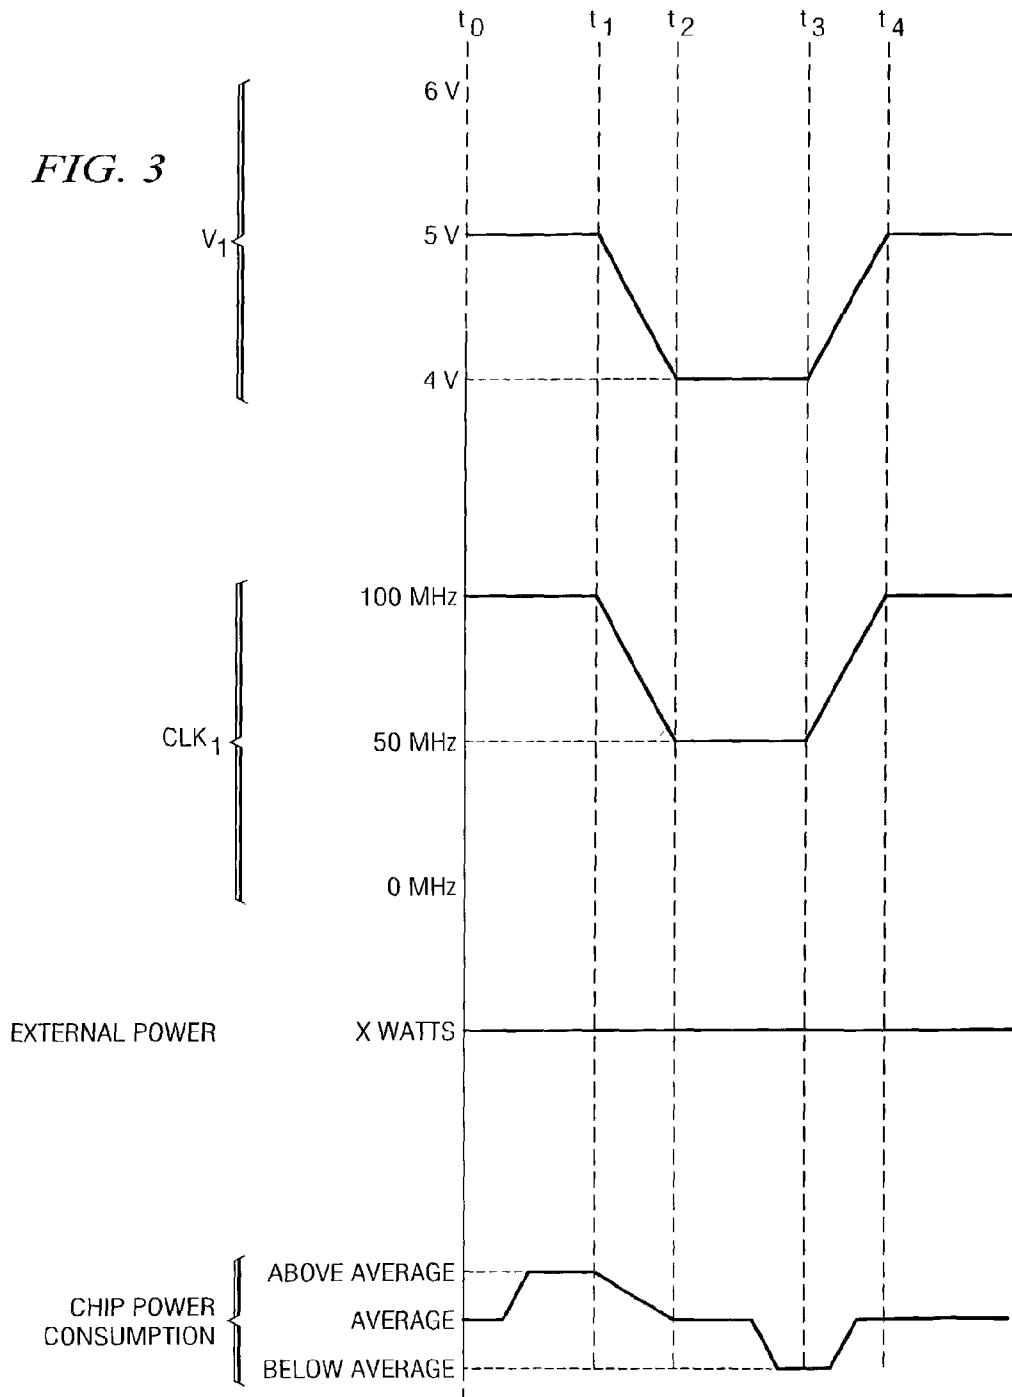 t0 t1 t2 t3 t4
6 V
FIG. 3
V1
5 V
4 V
100 MHz
CLK1
50 MHz
0 MHz
EXTERNAL POWER
X WATTS
ABOVE AVERAGE
CHIP POWER
CONSUMPTION
AVERAGE
BELOW AVERAGE